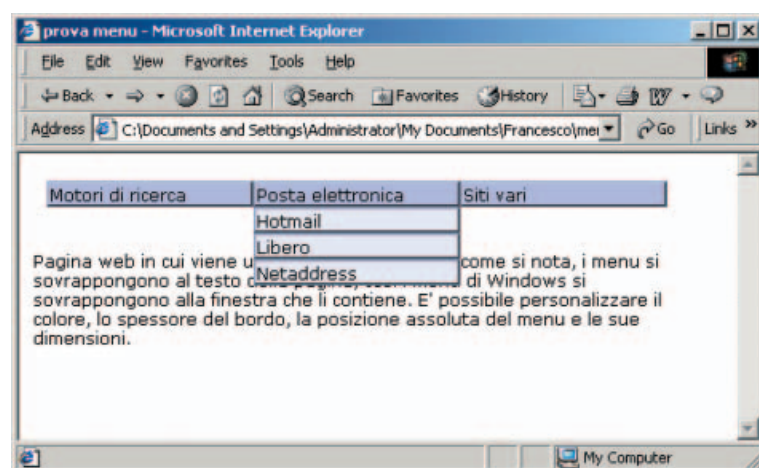 prova menu - Microsoft Internet Explorer
File Edit View Favorites Tools Help
Back Search Favorites History
Address C:\Documents and Settings\Administrator\My Documents\Francesco\me Go Links »
Motori di ricerca Posta elettronica Siti vari
Hotmail
Libero
Netaddress
Pagina web in cui viene u come si nota, i menu si
sovrappongono al testo di Windows si
sovrappongono alla finestra che li contiene. E' possibile personalizzare il
colore, lo spessore del bordo, la posizione assoluta del menu e le sue
dimensioni.
My Computer